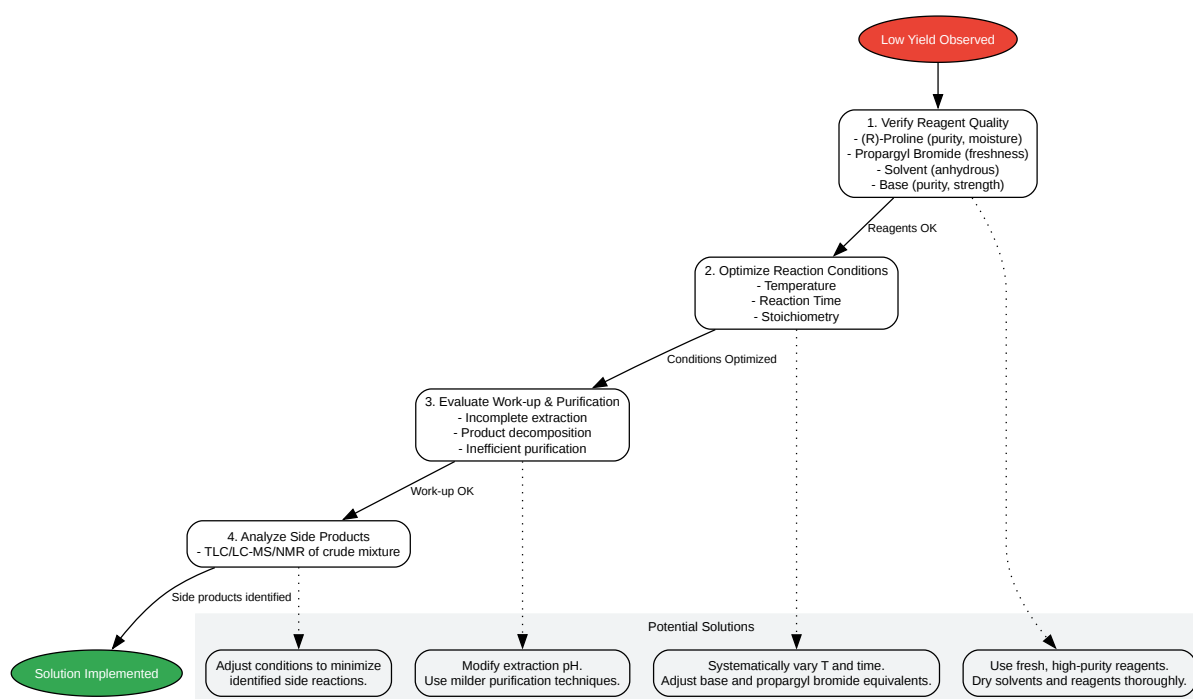 Low Yield Observed
1. Verify Reagent Quality
- (R)-Proline (purity, moisture)
- Propargyl Bromide (freshness)
- Solvent (anhydrous)
- Base (purity, strength)
Reagents OK
2. Optimize Reaction Conditions
- Temperature
- Reaction Time
- Stoichiometry
Conditions Optimized
3. Evaluate Work-up & Purification
- Incomplete extraction
- Product decomposition
- Inefficient purification
Work-up OK
4. Analyze Side Products
- TLC/LC-MS/NMR of crude mixture
Side products identified
Solution Implemented
Potential Solutions
Adjust conditions to minimize
identified side reactions.
Modify extraction pH.
Use milder purification techniques.
Systematically vary T and time.
Adjust base and propargyl bromide equivalents.
Use fresh, high-purity reagents.
Dry solvents and reagents thoroughly.